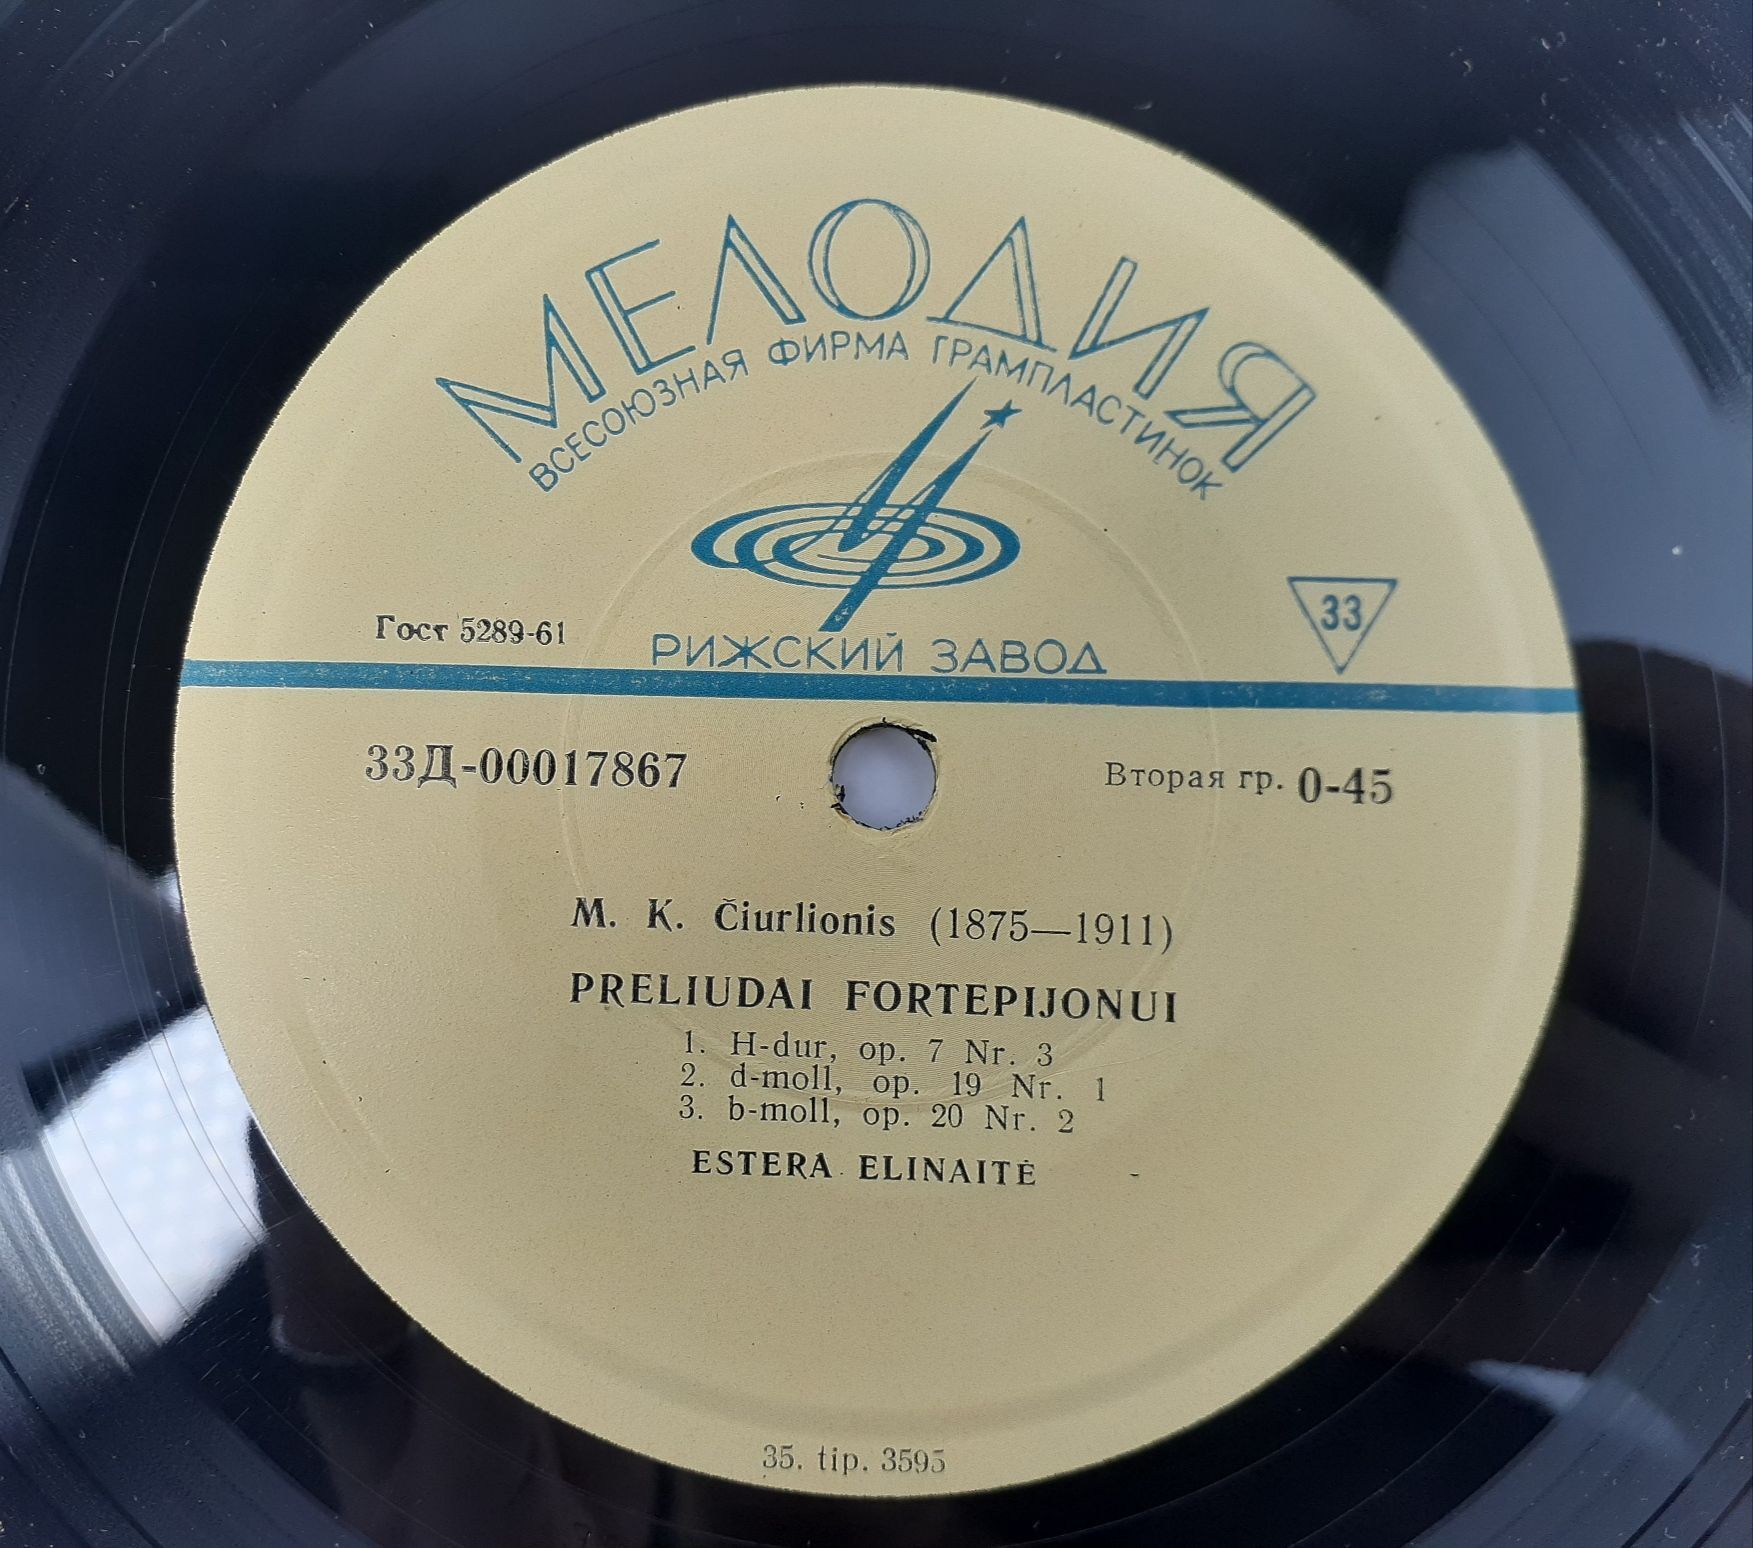 МЕЛОДИЯ
ВСЕСОЮЗНАЯ ФИРМА ГРАМПЛАСТИНОК
33
Гост 5289-61
РИЖСКИЙ ЗАВОД
33Д-00017867
Вторая гр. 0-45
M. K. Čiurlionis (1875—1911)
PRELIUDAI FORTEPIJONUI
1. H-dur, op. 7 Nr. 3
2. d-moll, op. 19 Nr. 1
3. b-moll, op. 20 Nr. 2
ESTERA ELINAITĖ
35. tip. 3595